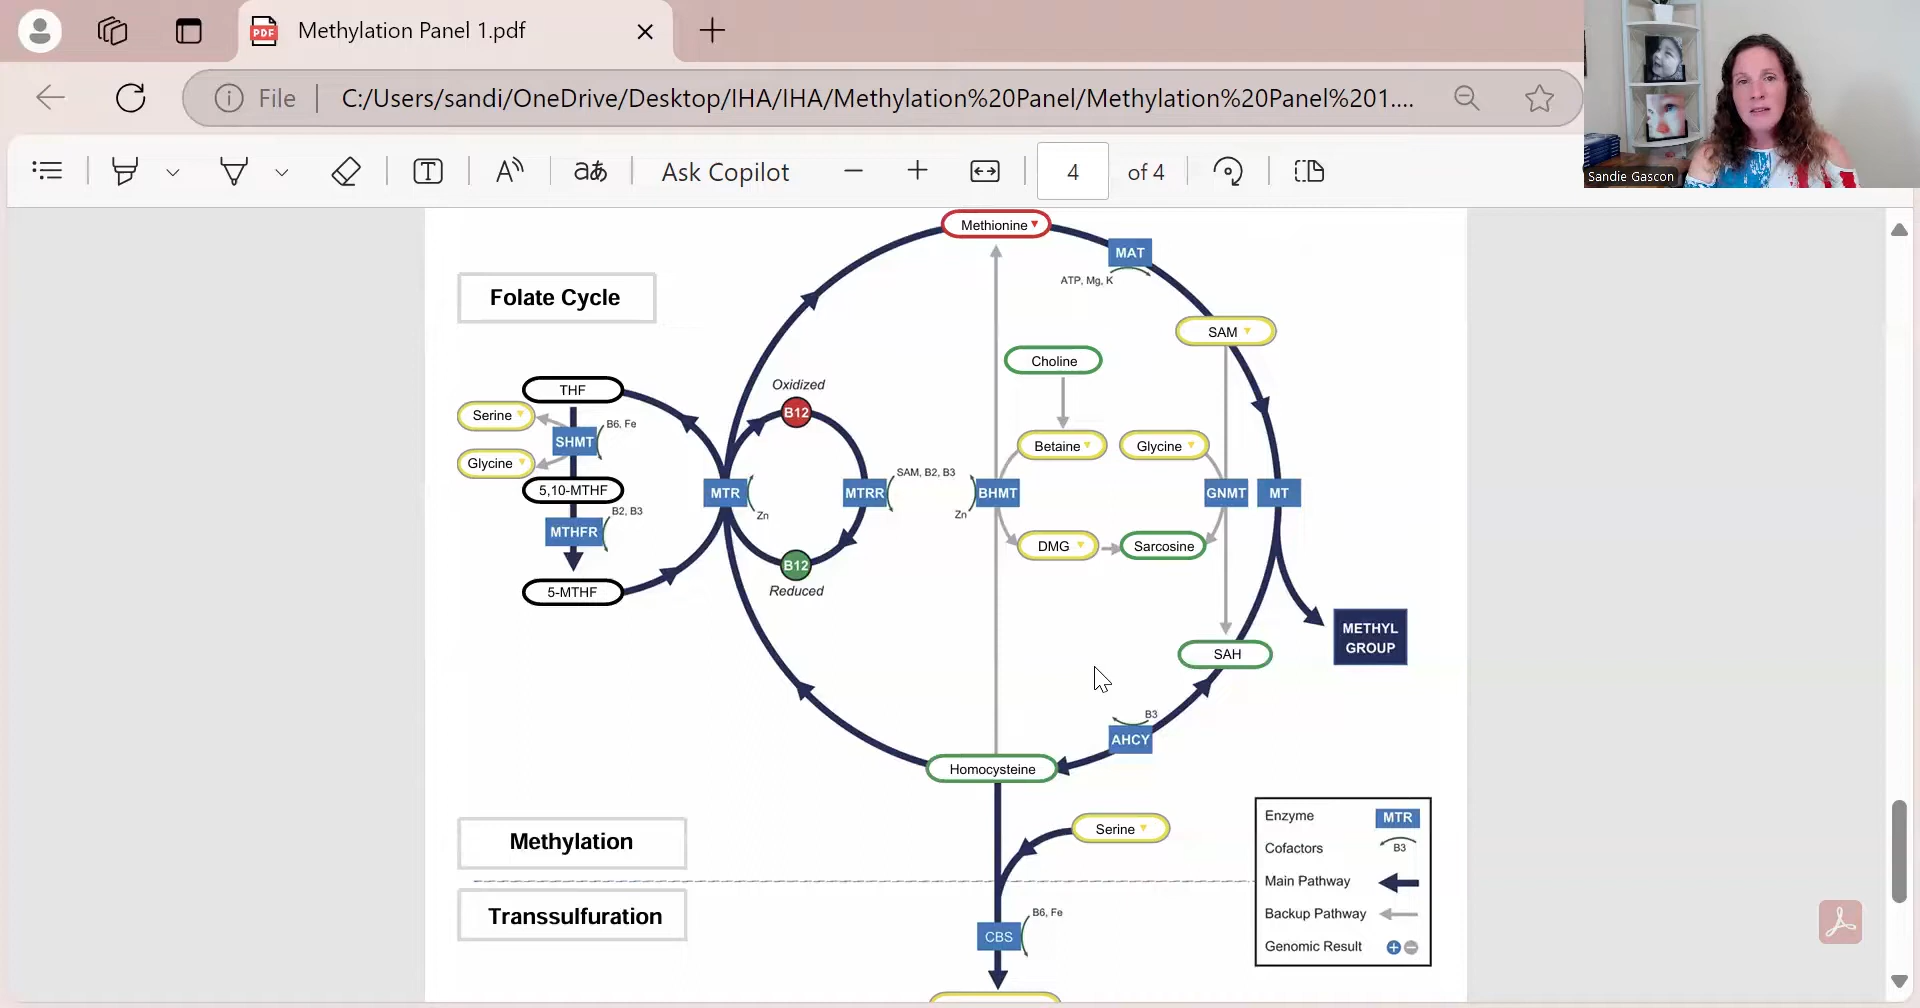 Methylation Panel 1.pdf
PDF
File
C:/Users/sandi/OneDrive/Desktop/IHA/IHA/Methylation%20Panel/Methylation%20Panel%201....
Ask Copilot
4
of 4
Sandie Gascon
Methionine
MAT
ATP, Mg, K
Folate Cycle
SAM
Choline
THF
Oxidized
B12
Serine
B6, Fe
SHMT
Betaine
Glycine
Glycine
5,10-MTHF
SAM, B2, B3
MTR
MTRR
BHMT
GNMT
MT
Zn
Zn
B2, B3
MTHFR
DMG
Sarcosine
B12
Reduced
5-MTHF
METHYL
GROUP
SAH
B3
AHCY
Homocysteine
Serine
Methylation
Transsulfuration
B6, Fe
CBS
Enzyme
MTR
Cofactors
B3
Main Pathway
Backup Pathway
Genomic Result